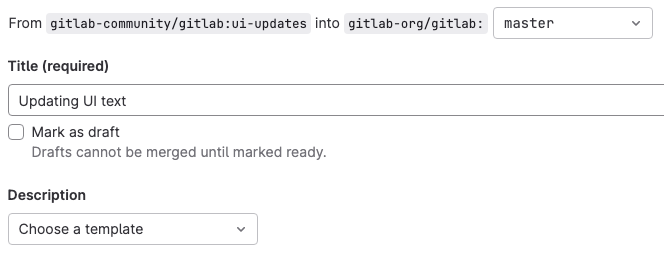 From gitlab-community/gitlab:ui-updates into gitlab-org/gitlab: master
Title (required)
Updating UI text
Mark as draft
Drafts cannot be merged until marked ready.
Description
Choose a template